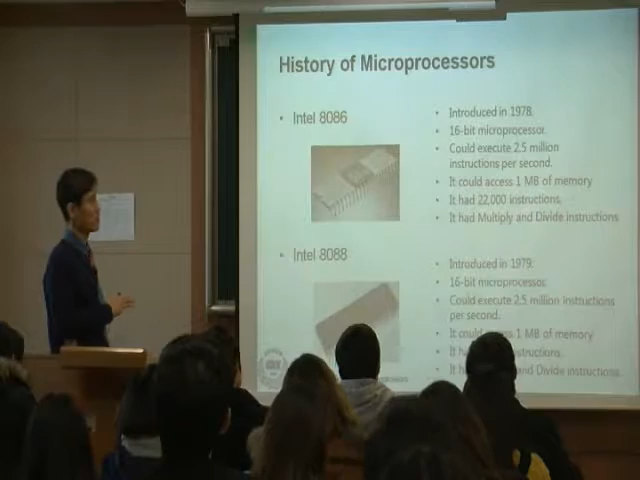 History of Microprocessors
• Intel 8086
• Introduced in 1978.
• 16-bit microprocessor.
• Could execute 2.5 million
instructions per second.
• It could access 1 MB of memory
• It had 22,000 instructions.
• It had Multiply and Divide instructions
• Intel 8088
• Introduced in 1979.
• 16-bit microprocessor.
• Could execute 2.5 million instructions
per second.
• It could 1 MB of memory
• It
and Divide instructions.